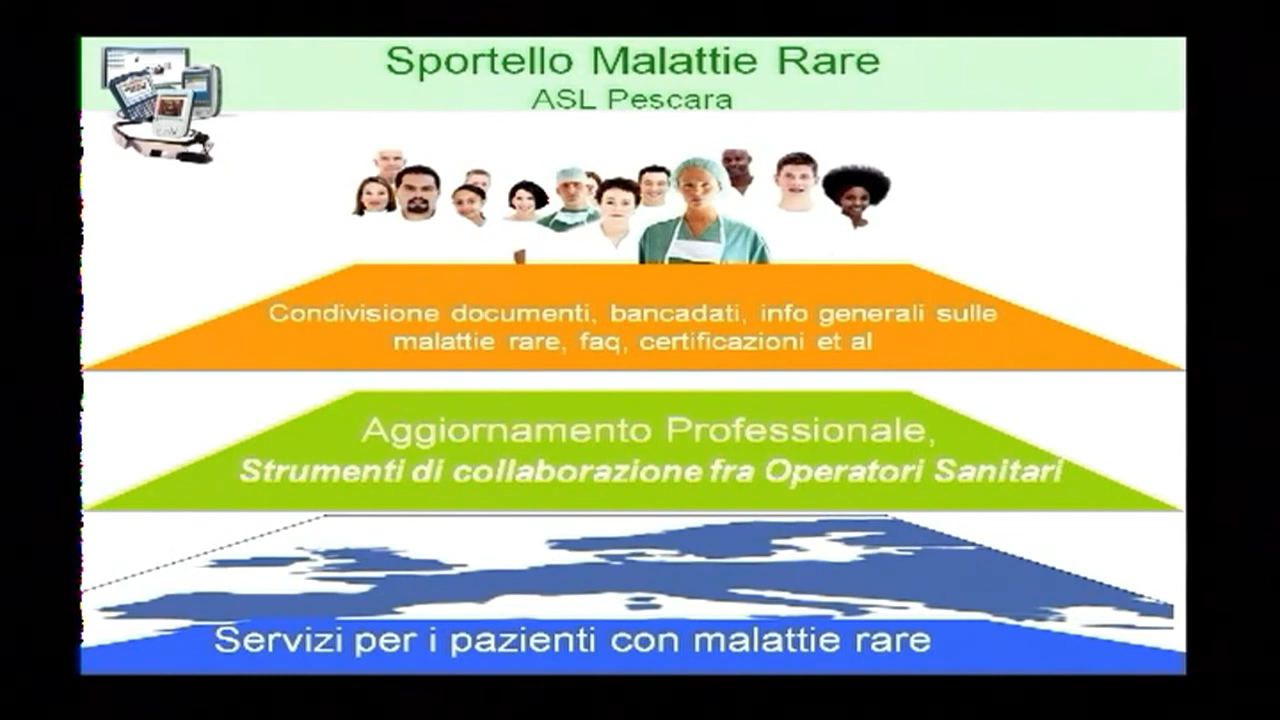 Sportello Malattie Rare
ASL Pescara
Condivisione documenti, bancadati, info generali sulle
malattie rare, faq, certificazioni et al
Aggiornamento Professionale,
Strumenti di collaborazione fra Operatori Sanitari
Servizi per i pazienti con malattie rare